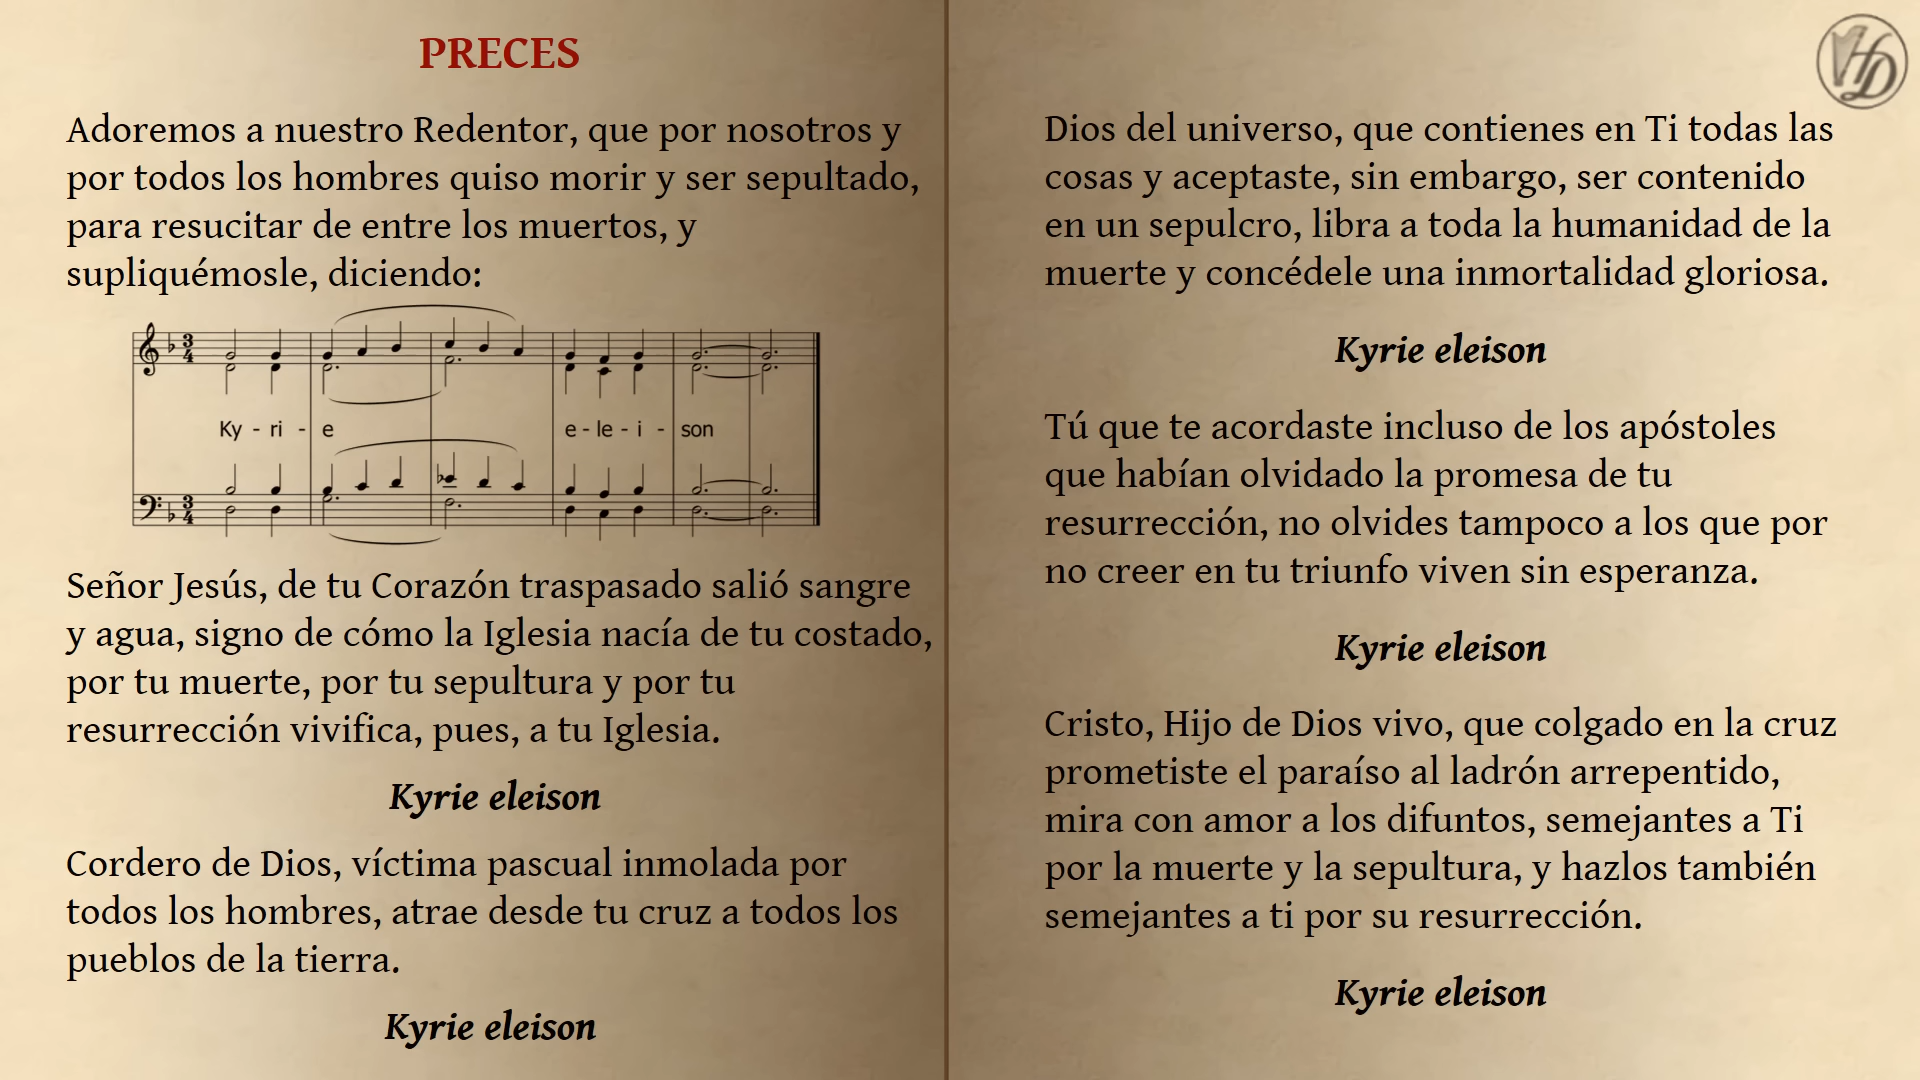 PRECES
Adoremos a nuestro Redentor, que por nosotros y
por todos los hombres quiso morir y ser sepultado,
para resucitar de entre los muertos, y
supliquémosle, diciendo:
Ky - ri - e e - le - i - son
Señor Jesús, de tu Corazón traspasado salió sangre
y agua, signo de cómo la Iglesia nacía de tu costado,
por tu muerte, por tu sepultura y por tu
resurrección vivifica, pues, a tu Iglesia.
Kyrie eleison
Cordero de Dios, víctima pascual inmolada por
todos los hombres, atrae desde tu cruz a todos los
pueblos de la tierra.
Kyrie eleison
HD
Dios del universo, que contienes en Ti todas las
cosas y aceptaste, sin embargo, ser contenido
en un sepulcro, libra a toda la humanidad de la
muerte y concédele una inmortalidad gloriosa.
Kyrie eleison
Tú que te acordaste incluso de los apóstoles
que habían olvidado la promesa de tu
resurrección, no olvides tampoco a los que por
no creer en tu triunfo viven sin esperanza.
Kyrie eleison
Cristo, Hijo de Dios vivo, que colgado en la cruz
prometiste el paraíso al ladrón arrepentido,
mira con amor a los difuntos, semejantes a Ti
por la muerte y la sepultura, y hazlos también
semejantes a ti por su resurrección.
Kyrie eleison